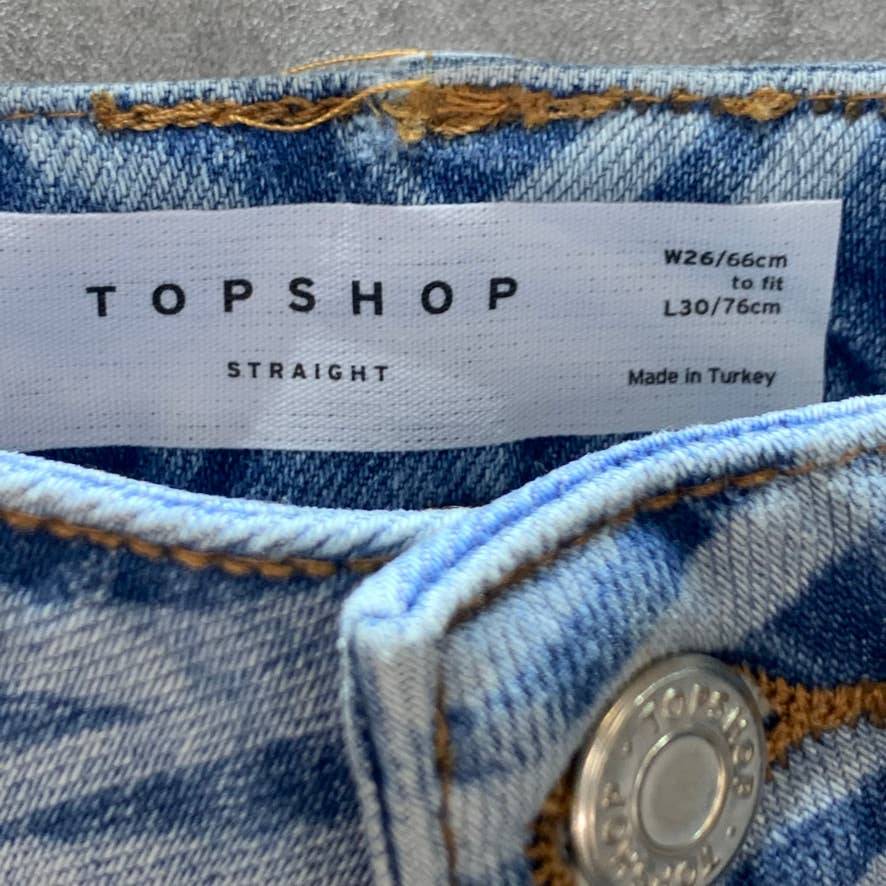 TOPSHOP
STRAIGHT
W26/66cm
to fit
L30/76cm
Made in Turkey
TOPSHOP
TOPSHOP